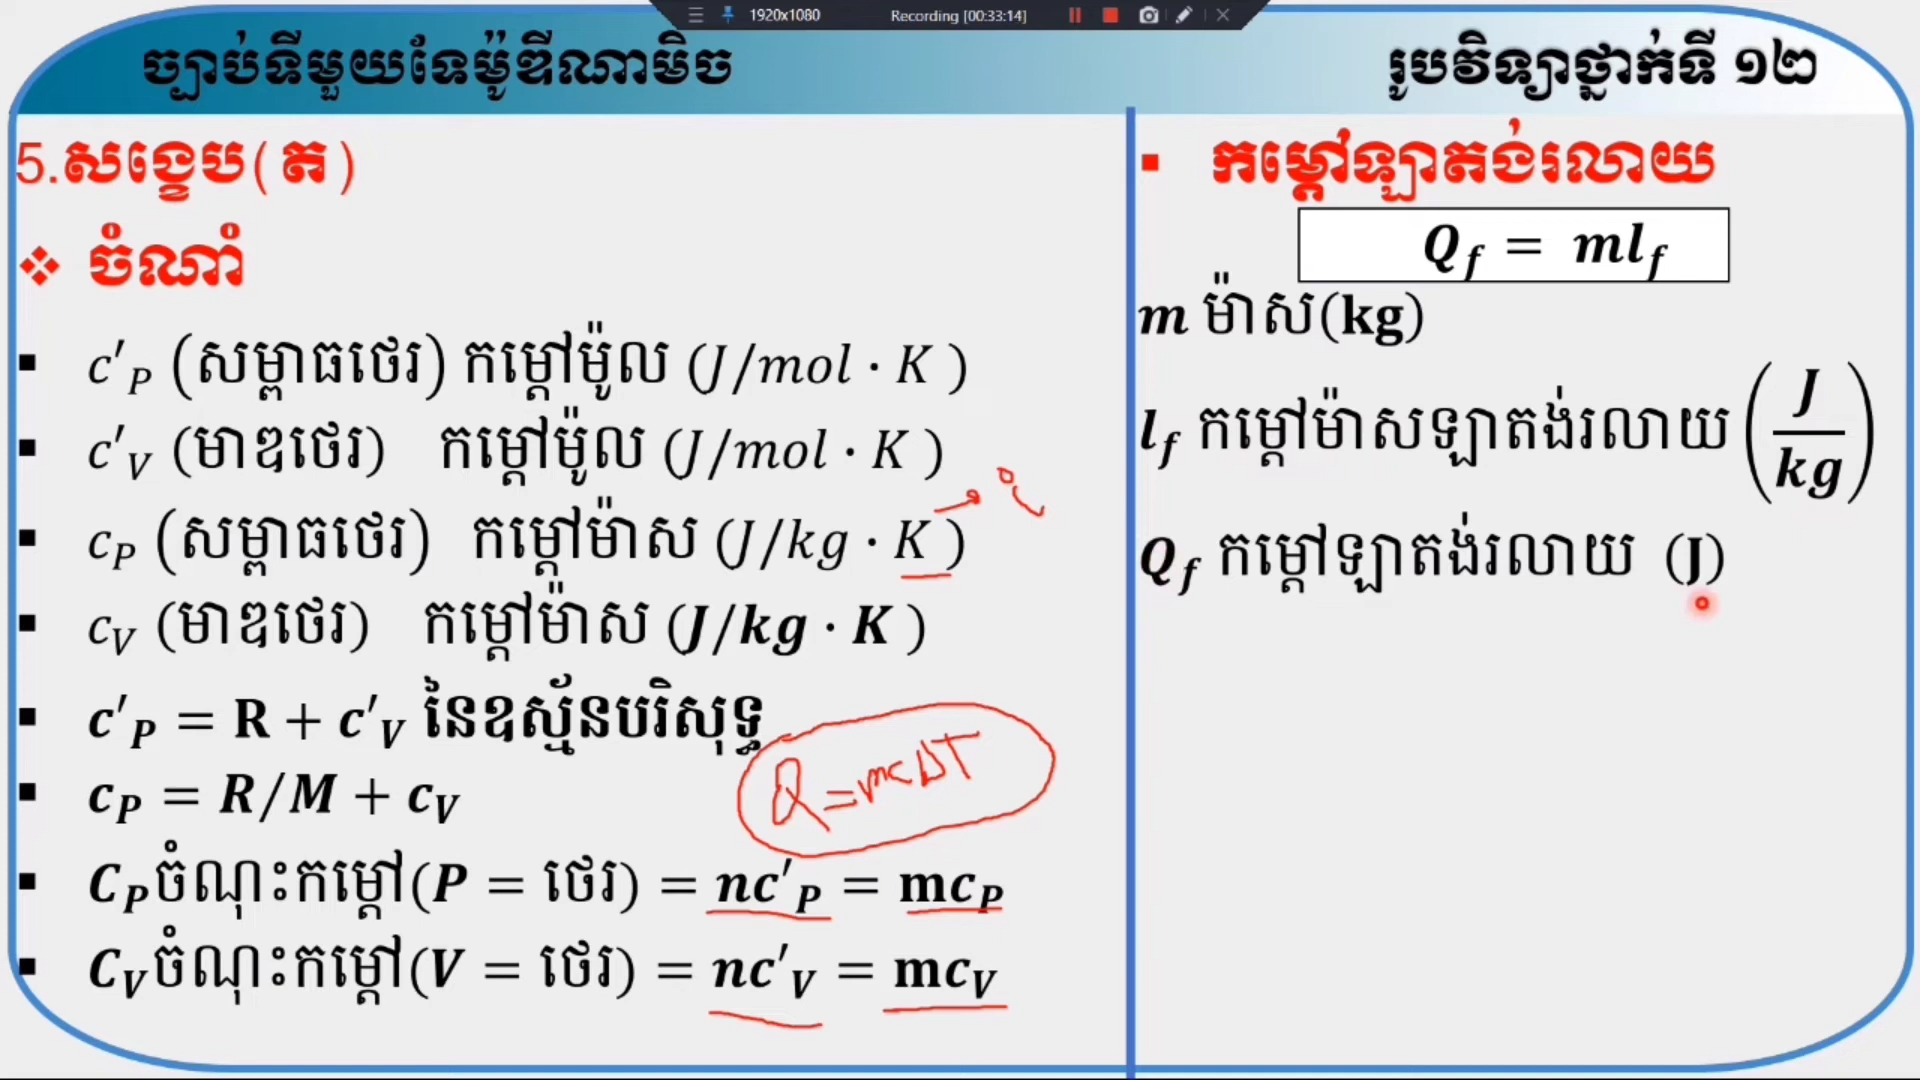 1920x1080 Recording [00:33:14]
ច្បាប់ទីមួយទែម៉ូឌីណាមិច
រូបវិទ្យាថ្នាក់ទី ១២
5.សង្ខេប(ត)
❖ ចំណាំ
▪ c′P (សម្ពាធថេរ) កម្ដៅម៉ូល (J/mol · K )
▪ c′V (មាឌថេរ) កម្ដៅម៉ូល (J/mol · K )
▪ cP (សម្ពាធថេរ) កម្ដៅម៉ាស (J/kg · K )
▪ cV (មាឌថេរ) កម្ដៅម៉ាស (J/kg · K )
▪ c′P = R + c′V នៃឧស្ម័នបរិសុទ្ធ
Q = mcΔT
▪ cP = R/M + cV
▪ CPចំណុះកម្ដៅ(P = ថេរ) = nc′P = mcP
▪ CVចំណុះកម្ដៅ(V = ថេរ) = nc′V = mcV
▪ កម្ដៅឡាតង់រលាយ
Qf = mlf
m ម៉ាស(kg)
lf កម្ដៅម៉ាសឡាតង់រលាយ (J/kg)
Qf កម្ដៅឡាតង់រលាយ (J)